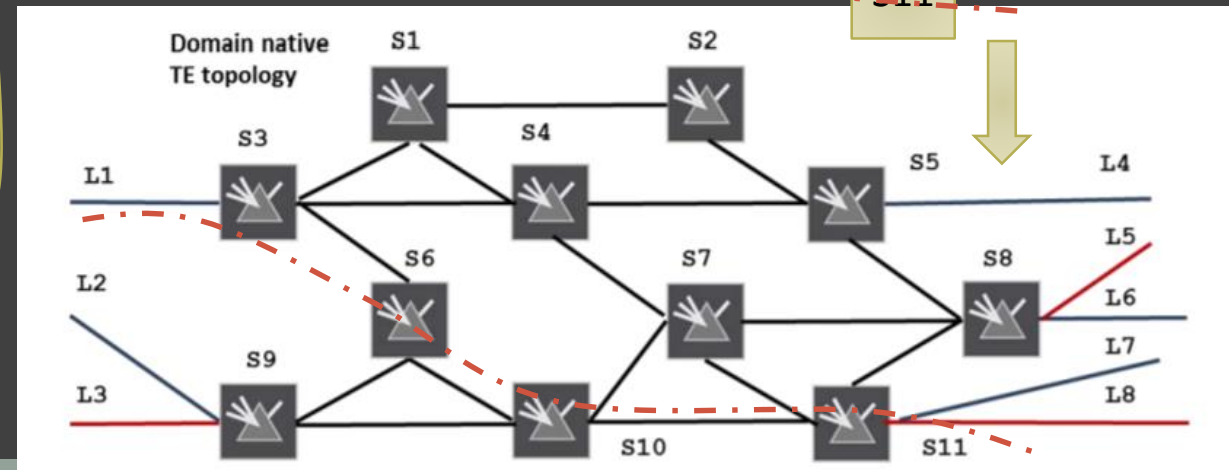 S11
Domain native
TE topology
S1
S2
S3
S4
S5
L4
L1
L5
S6
S7
S8
L2
L6
S9
L7
L3
L8
S10
S11